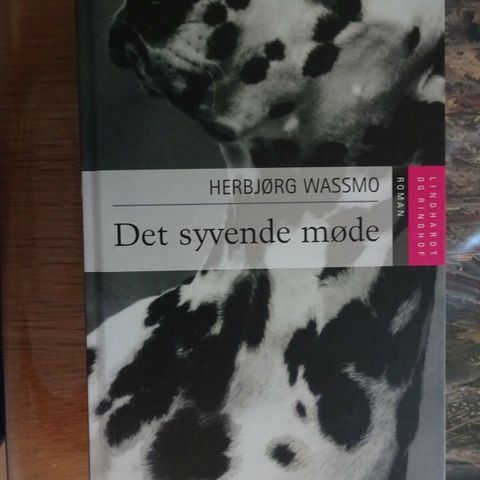 HERBJØRG WASSMO
Det syvende møde
ROMAN
LINDHARDT
OG RINGHOF